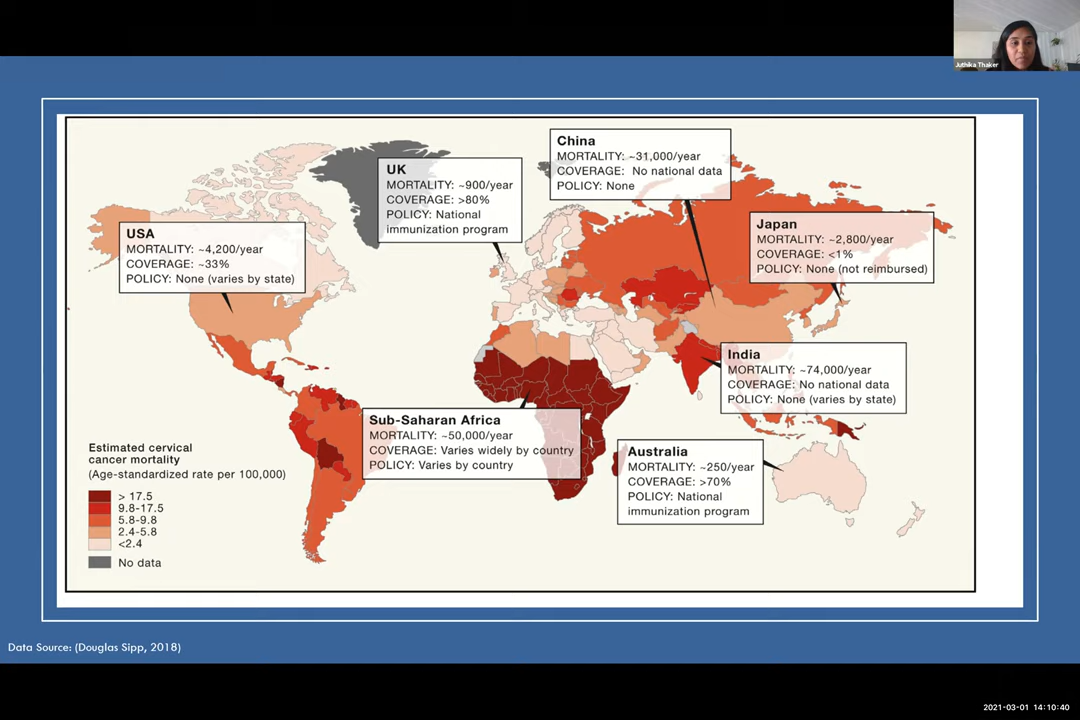 Juthika Thaker
China
MORTALITY: ~31,000/year
COVERAGE: No national data
POLICY: None
UK
MORTALITY: ~900/year
COVERAGE: >80%
POLICY: National
immunization program
Japan
MORTALITY: ~2,800/year
COVERAGE: <1%
POLICY: None (not reimbursed)
USA
MORTALITY: ~4,200/year
COVERAGE: ~33%
POLICY: None (varies by state)
India
MORTALITY: ~74,000/year
COVERAGE: No national data
POLICY: None (varies by state)
Sub-Saharan Africa
MORTALITY: ~50,000/year
COVERAGE: Varies widely by country
POLICY: Varies by country
Australia
MORTALITY: ~250/year
COVERAGE: >70%
POLICY: National
immunization program
Estimated cervical
cancer mortality
(Age-standardized rate per 100,000)
> 17.5
9.8-17.5
5.8-9.8
2.4-5.8
<2.4
No data
Data Source: (Douglas Sipp, 2018)
2021-03-01 14:10:40